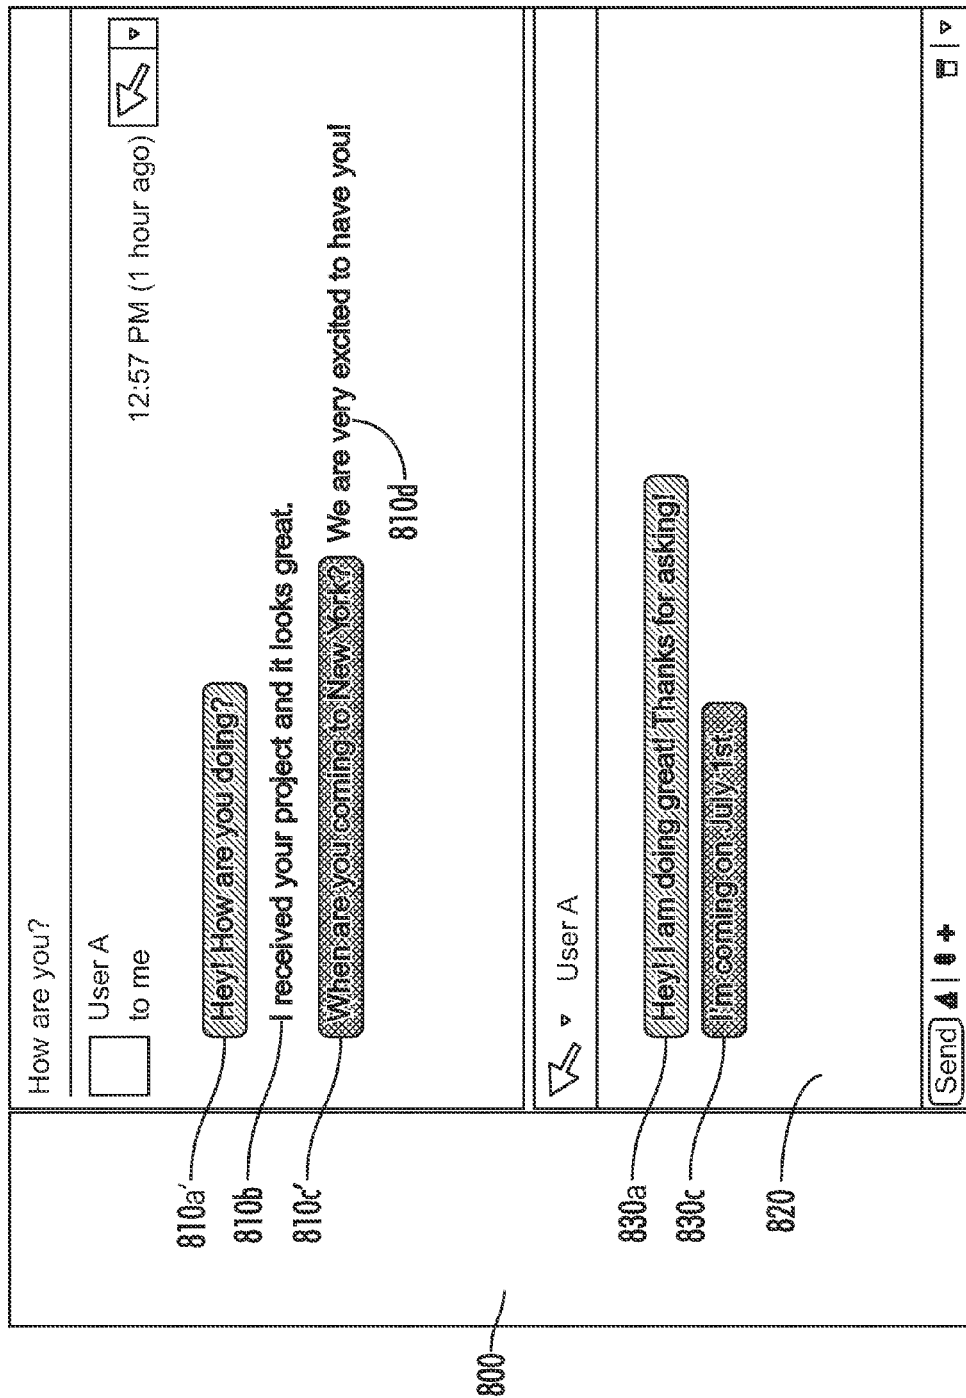 How are you?
User A
to me
12:57 PM (1 hour ago)
810a'
Hey! How are you doing?
810b
I received your project and it looks great.
810c'
When are you coming to New York? We are very excited to have you!
810d
User A
830a
Hey! I am doing great! Thanks for asking!
830c
I'm coming on July 1st.
820
Send
800